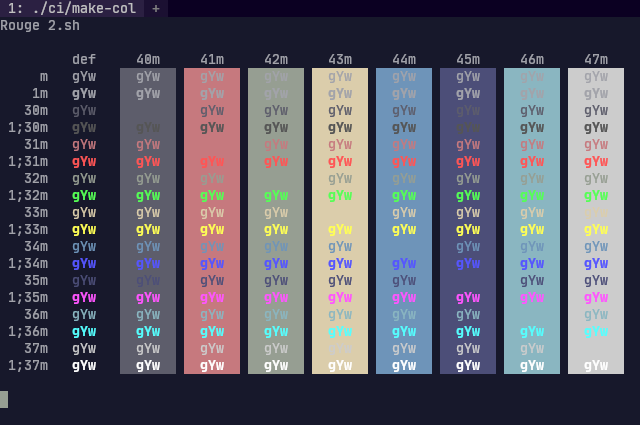 1: ./ci/make-col +
Rouge 2.sh
def 40m 41m 42m 43m 44m 45m 46m 47m
m gYw gYw gYw gYw gYw gYw gYw gYw gYw
1m gYw gYw gYw gYw gYw gYw gYw gYw gYw
30m gYw gYw gYw gYw gYw gYw gYw gYw
1;30m gYw gYw gYw gYw gYw gYw gYw gYw gYw
31m gYw gYw gYw gYw gYw gYw gYw gYw
1;31m gYw gYw gYw gYw gYw gYw gYw gYw gYw
32m gYw gYw gYw gYw gYw gYw gYw gYw
1;32m gYw gYw gYw gYw gYw gYw gYw gYw gYw
33m gYw gYw gYw gYw gYw gYw gYw gYw
1;33m gYw gYw gYw gYw gYw gYw gYw gYw gYw
34m gYw gYw gYw gYw gYw gYw gYw gYw
1;34m gYw gYw gYw gYw gYw gYw gYw gYw gYw
35m gYw gYw gYw gYw gYw gYw gYw gYw
1;35m gYw gYw gYw gYw gYw gYw gYw gYw gYw
36m gYw gYw gYw gYw gYw gYw gYw gYw
1;36m gYw gYw gYw gYw gYw gYw gYw gYw gYw
37m gYw gYw gYw gYw gYw gYw gYw gYw
1;37m gYw gYw gYw gYw gYw gYw gYw gYw gYw